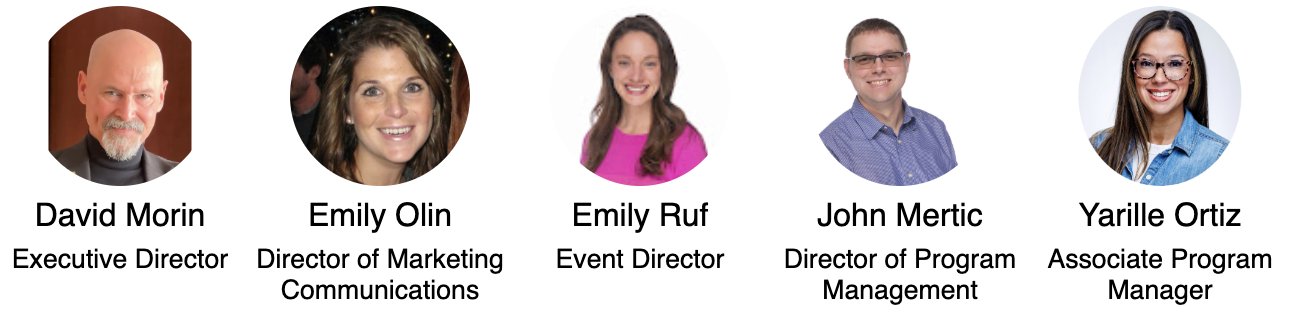 David Morin
Executive Director
Emily Olin
Director of Marketing
Communications
Emily Ruf
Event Director
John Mertic
Director of Program
Management
Yarille Ortiz
Associate Program
Manager